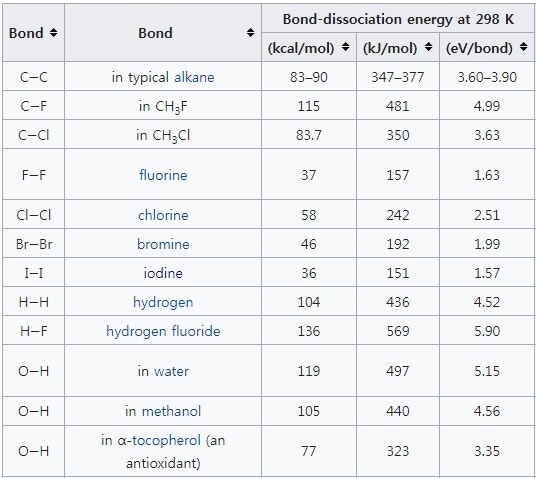 Bond Bond Bond-dissociation energy at 298 K
(kcal/mol) (kJ/mol) (eV/bond)
C−C in typical alkane 83–90 347–377 3.60–3.90
C−F in CH₃F 115 481 4.99
C−Cl in CH₃Cl 83.7 350 3.63
F−F fluorine 37 157 1.63
Cl−Cl chlorine 58 242 2.51
Br−Br bromine 46 192 1.99
I−I iodine 36 151 1.57
H−H hydrogen 104 436 4.52
H−F hydrogen fluoride 136 569 5.90
O−H in water 119 497 5.15
O−H in methanol 105 440 4.56
O−H in α-tocopherol (an 77 323 3.35
antioxidant)